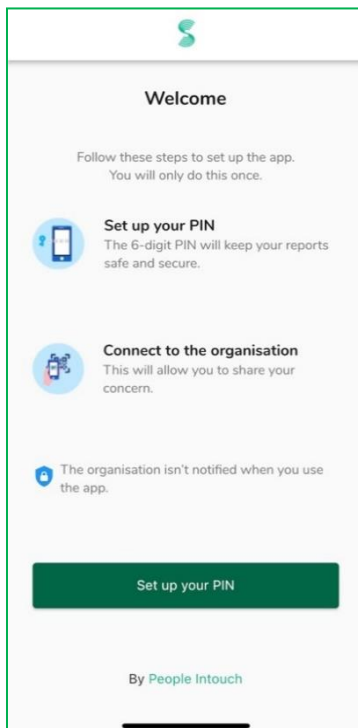 Welcome
Follow these steps to set up the app.
You will only do this once.
Set up your PIN
The 6-digit PIN will keep your reports
safe and secure.
Connect to the organisation
This will allow you to share your
concern.
The organisation isn't notified when you use
the app.
Set up your PIN
By People Intouch